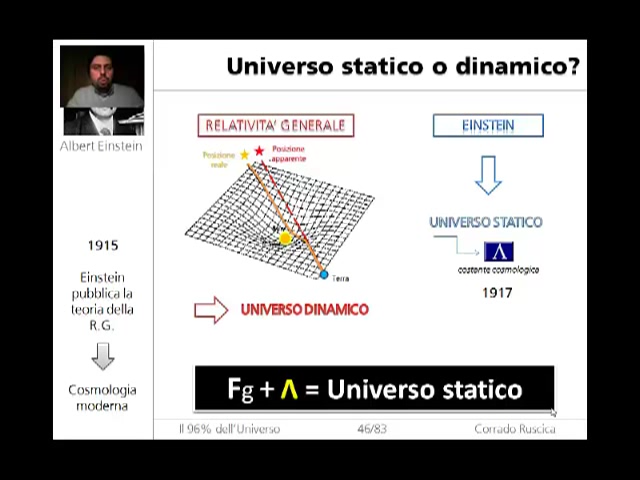 Universo statico o dinamico?
Albert Einstein
1915
Einstein
pubblica la
teoria della
R.G.
Cosmologia
moderna
RELATIVITA' GENERALE
Posizione
reale
Posizione
apparente
Terra
UNIVERSO DINAMICO
EINSTEIN
UNIVERSO STATICO
Λ
costante cosmologica
1917
Fg + Λ = Universo statico
Il 96% dell'Universo
46/83
Corrado Ruscica